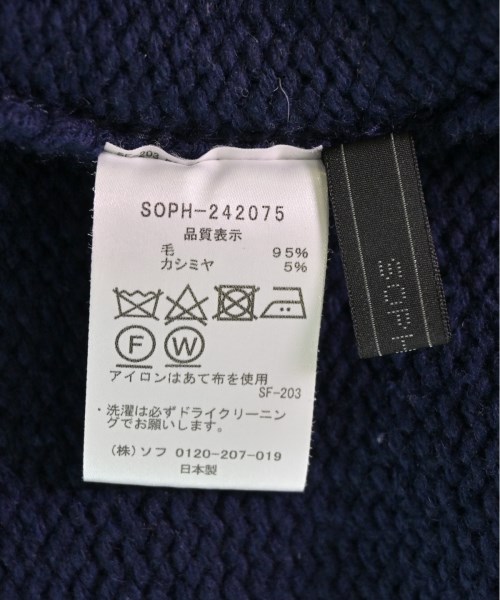 SOPH-242075
品質表示
毛 95%
カシミヤ 5%
F W
アイロンはあて布を使用
SF-203
・洗濯は必ずドライクリーニン
グでお願いします。
(株) ソフ 0120-207-019
日本製
SOPH